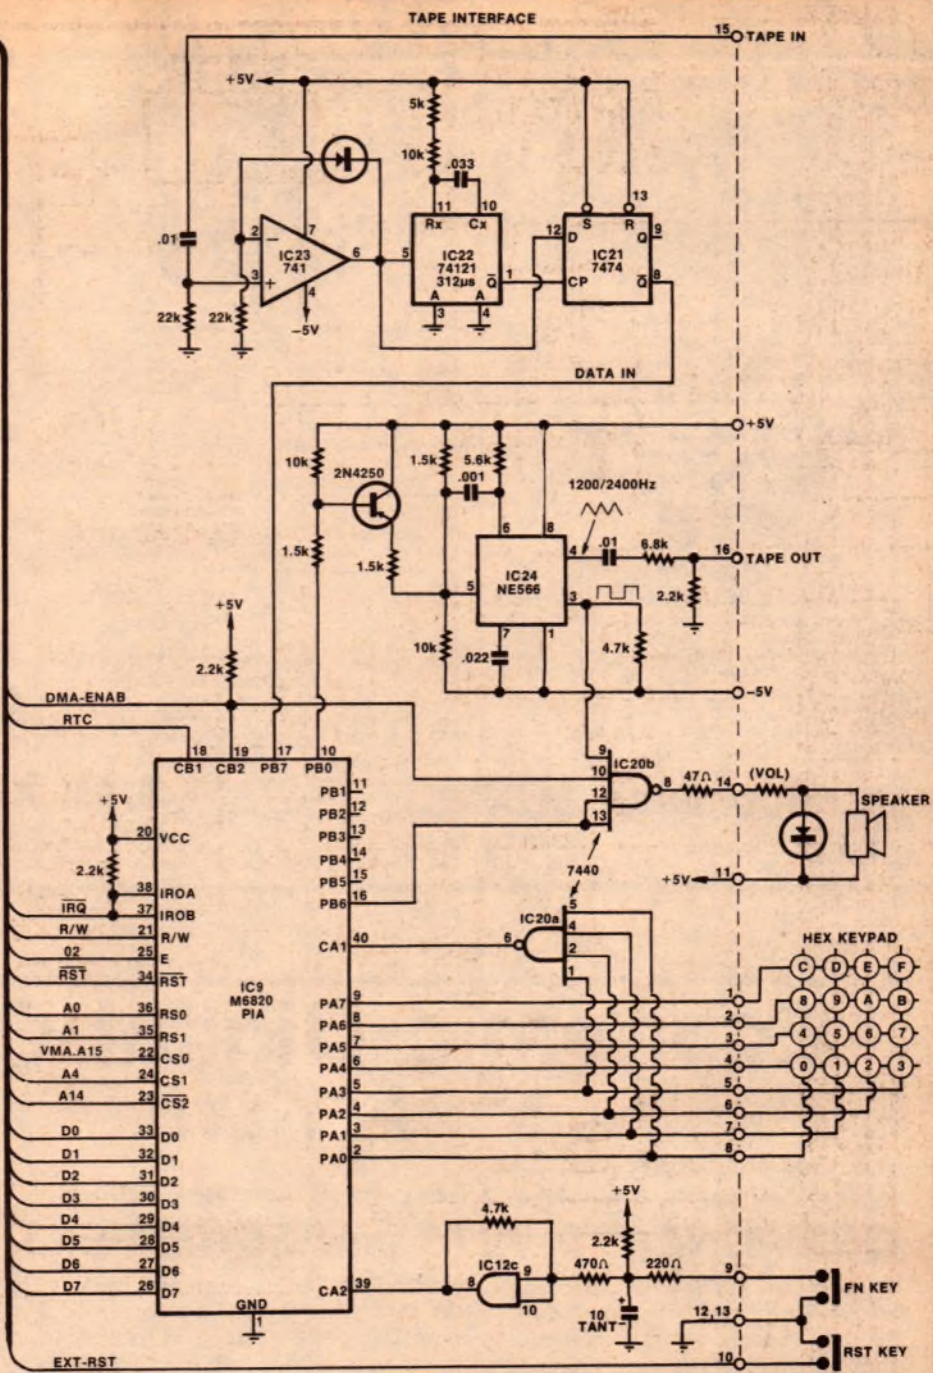 TAPE INTERFACE
15 TAPE IN
+5V
5k
10k
.033
13
11 10
Rx Cx
S R
12 D
Q 9
.01
2 −
7
IC23
741
6
5
IC22
74121
312µs
Q̅ 1
IC21
7474
CP
Q̅ 8
3 +
4
A A
3 4
22k
22k
−5V
DATA IN
+5V
10k
2N4250
1.5k
5.6k
.001
1200/2400Hz
6 8
4
.01
6.8k
16 TAPE OUT
1.5k
1.5k
5
IC24
NE566
3
2.2k
+5V
10k
7 1
.022
4.7k
2.2k
−5V
DMA-ENAB
RTC
18 19 17 10
CB1 CB2 PB7 PB0
9
10
12
13
IC20b
8
47Ω
14
(VOL)
SPEAKER
PB1 11
PB2 12
PB3 13
PB4 14
PB5 15
PB6 16
+5V
20 VCC
2.2k
38 IROA
7440
+5V
11
I̅R̅Q̅ 37 IROB
R/W 21 R/W
02 25 E
R̅S̅T̅ 34 R̅S̅T̅
CA1 40
6
IC20a
5
4
2
1
HEX KEYPAD
C D E F
8 9 A B
4 5 6 7
0 1 2 3
IC9
M6820
PIA
A0 36 RS0
A1 35 RS1
VMA.A15 22 CS0
A4 24 CS1
A14 23 C̅S̅2̅
PA7 9 1
PA6 8 2
PA5 7 3
PA4 6 4
PA3 5 5
PA2 4 6
PA1 3 7
PA0 2 8
D0 33 D0
D1 32 D1
D2 31 D2
D3 30 D3
D4 29 D4
D5 28 D5
D6 27 D6
D7 26 D7
+5V
4.7k
2.2k
CA2 39
8
IC12c
9
10
470Ω
220Ω
9
FN KEY
+
10
TANT −
12,13
GND
1
RST KEY
EXT-RST
10